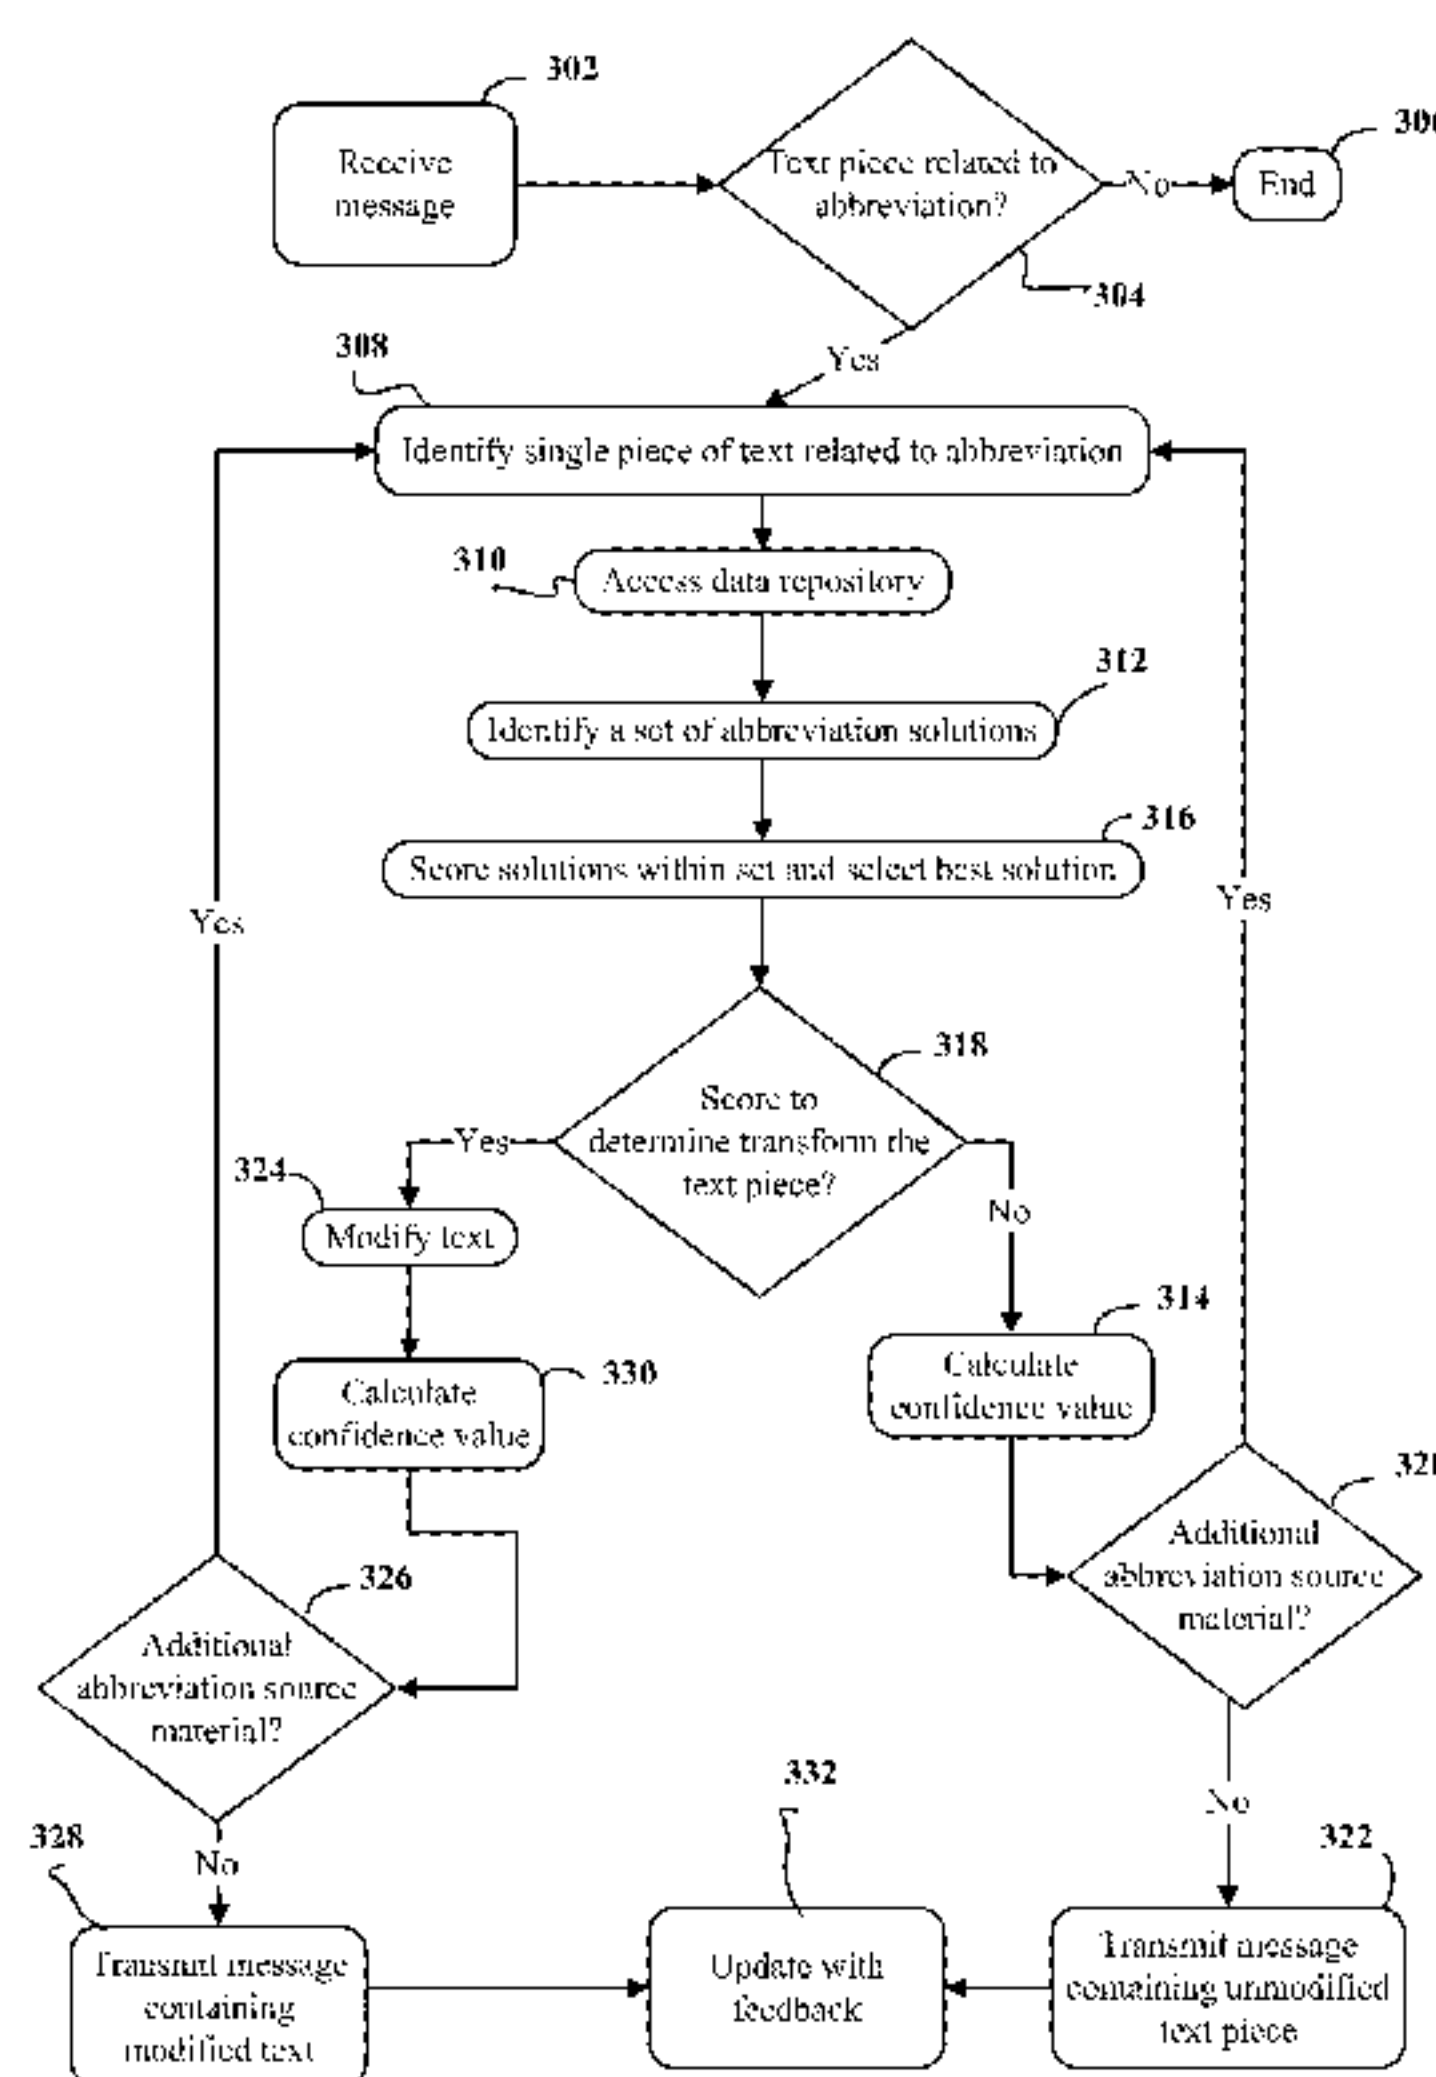 302
Receive
message
Text piece related to
abbreviation?
304
No
End
Yes
308
Identify single piece of text related to abbreviation
310
Access data repository
312
Identify a set of abbreviation solutions
316
Score solutions within set and select best solution
Yes
Yes
318
Score to
determine transform the
text piece?
Yes
No
324
Modify text
330
Calculate
confidence value
314
Calculate
confidence value
326
Additional
abbreviation source
material?
Additional
abbreviation source
material?
No
No
328
Transmit message
containing
modified text
332
Update with
feedback
322
Transmit message
containing unmodified
text piece